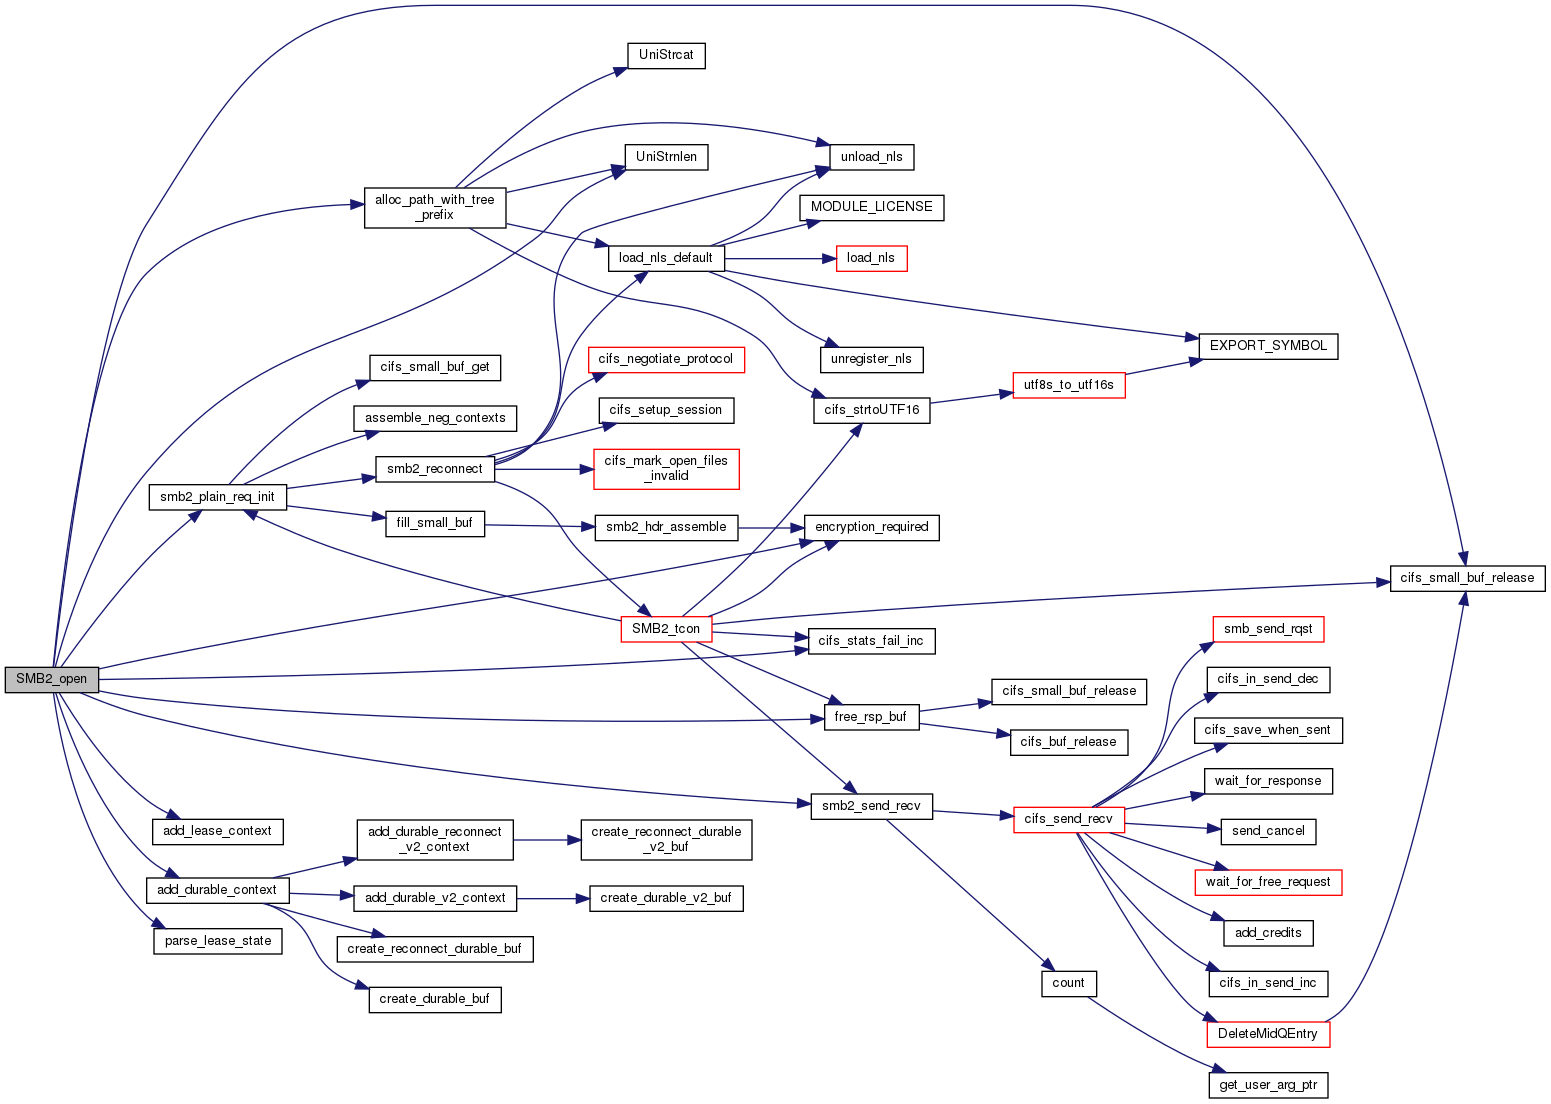 UniStrcat
UniStrnlen
unload_nls
alloc_path_with_tree
_prefix
MODULE_LICENSE
load_nls_default
load_nls
EXPORT_SYMBOL
unregister_nls
cifs_negotiate_protocol
cifs_small_buf_get
utf8s_to_utf16s
cifs_setup_session
cifs_strtoUTF16
assemble_neg_contexts
smb2_reconnect
cifs_mark_open_files
_invalid
smb2_plain_req_init
fill_small_buf
smb2_hdr_assemble
encryption_required
cifs_small_buf_release
SMB2_tcon
smb_send_rqst
cifs_stats_fail_inc
SMB2_open
cifs_in_send_dec
cifs_small_buf_release
free_rsp_buf
cifs_save_when_sent
cifs_buf_release
wait_for_response
smb2_send_recv
cifs_send_recv
add_lease_context
send_cancel
add_durable_reconnect
_v2_context
create_reconnect_durable
_v2_buf
wait_for_free_request
add_durable_context
add_durable_v2_context
create_durable_v2_buf
add_credits
parse_lease_state
create_reconnect_durable_buf
count
cifs_in_send_inc
create_durable_buf
DeleteMidQEntry
get_user_arg_ptr